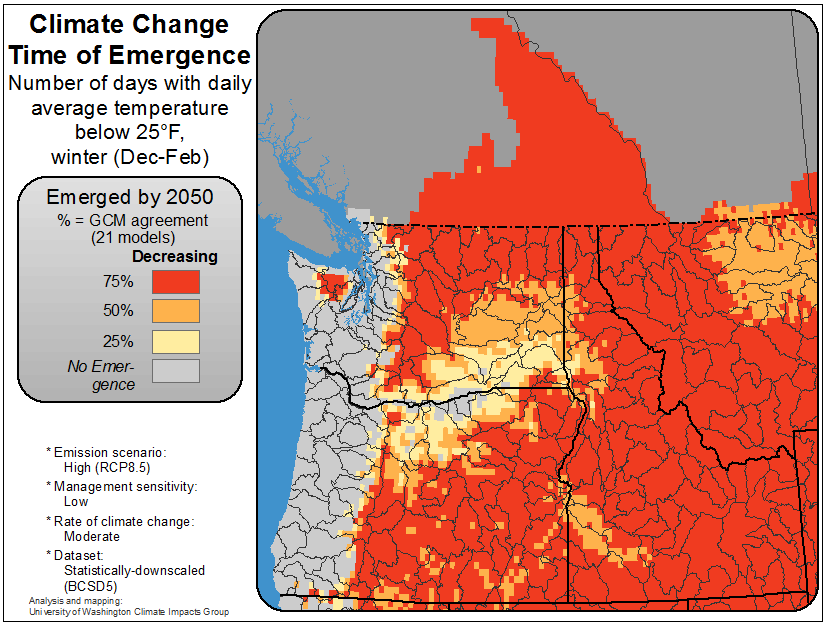 Climate Change
Time of Emergence
Number of days with daily
average temperature
below 25°F,
winter (Dec-Feb)
Emerged by 2050
% = GCM agreement
(21 models)
Decreasing
75%
50%
25%
No Emer-
gence
* Emission scenario:
High (RCP8.5)
* Management sensitivity:
Low
* Rate of climate change:
Moderate
* Dataset:
Statistically-downscaled
(BCSD5)
Analysis and mapping:
University of Washington Climate Impacts Group